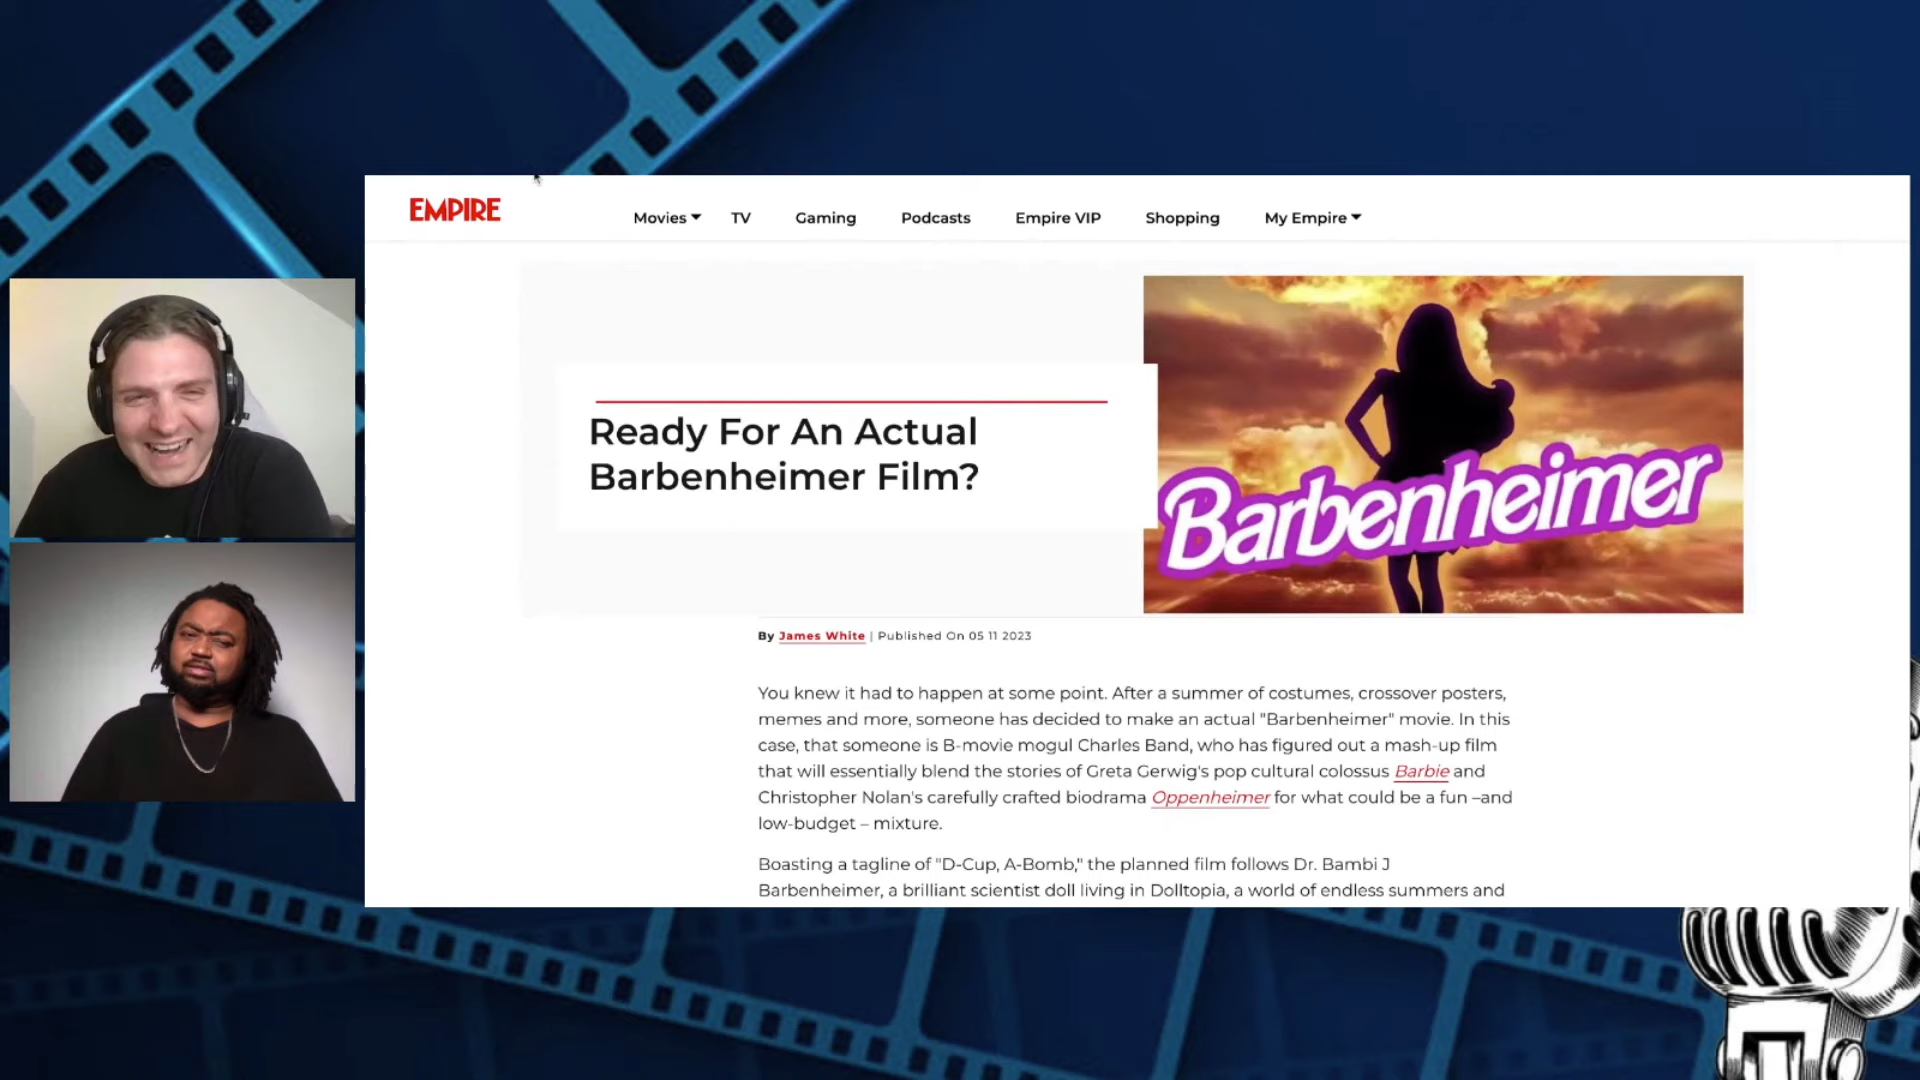 EMPIRE
Movies TV Gaming Podcasts Empire VIP Shopping My Empire
Ready For An Actual
Barbenheimer Film?
Barbenheimer
By James White | Published On 05 11 2023
You knew it had to happen at some point. After a summer of costumes, crossover posters,
memes and more, someone has decided to make an actual "Barbenheimer" movie. In this
case, that someone is B-movie mogul Charles Band, who has figured out a mash-up film
that will essentially blend the stories of Greta Gerwig's pop cultural colossus Barbie and
Christopher Nolan's carefully crafted biodrama Oppenheimer for what could be a fun –and
low-budget – mixture.
Boasting a tagline of "D-Cup, A-Bomb," the planned film follows Dr. Bambi J
Barbenheimer, a brilliant scientist doll living in Dolltopia, a world of endless summers and